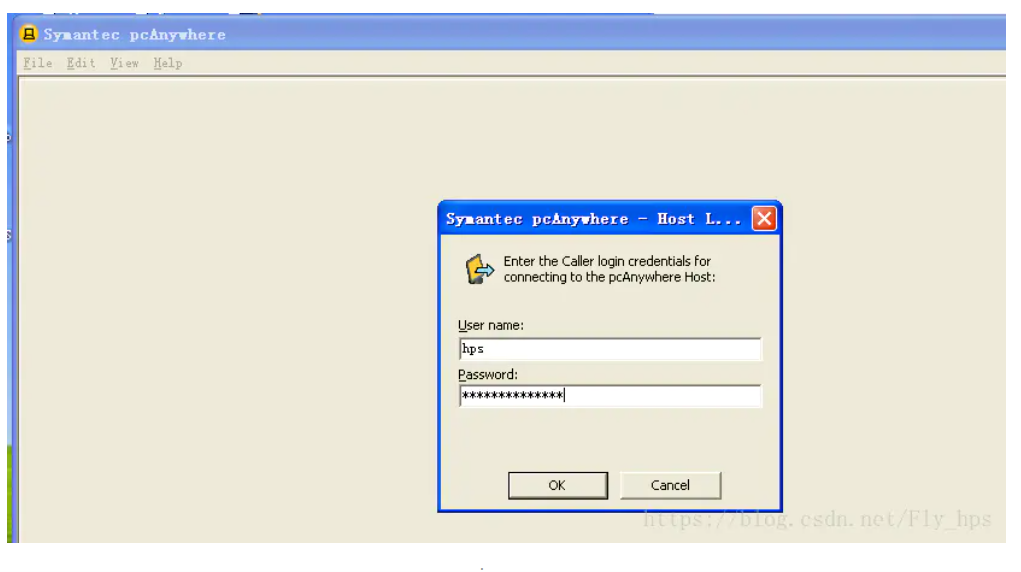 Symantec pcAnywhere
File Edit View Help
Symantec pcAnywhere - Host L...
Enter the Caller login credentials for
connecting to the pcAnywhere Host:
User name:
hps
Password:
**************
OK Cancel
https://blog.csdn.net/Fly_hps